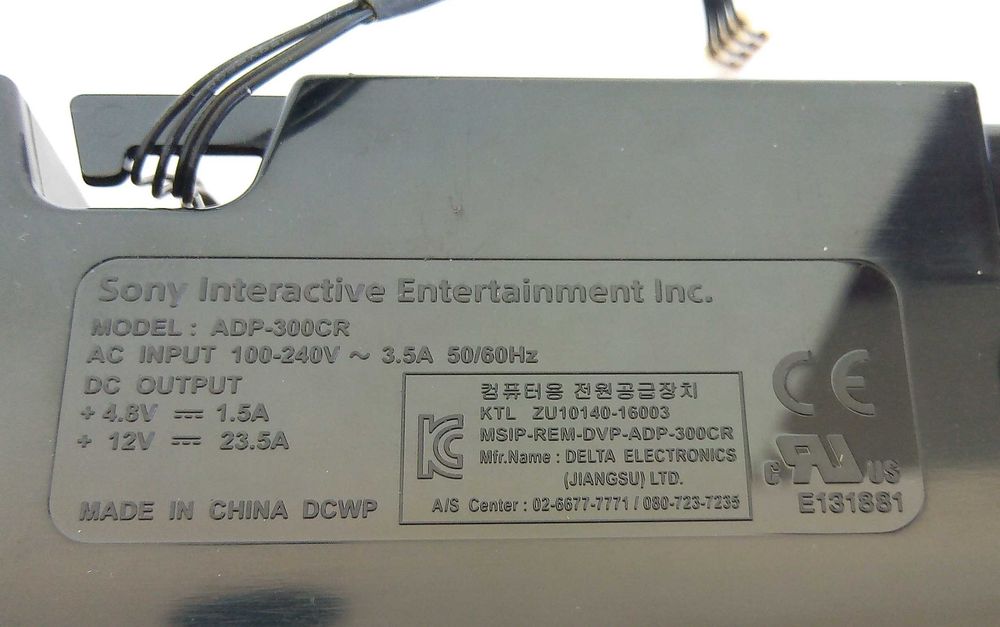 Sony Interactive Entertainment Inc.
MODEL : ADP-300CR
AC INPUT 100-240V ~ 3.5A 50/60Hz
DC OUTPUT
+ 4.8V ⎓ 1.5A
+ 12V ⎓ 23.5A
MADE IN CHINA DCWP
컴퓨터용 전원공급장치
KTL ZU10140-16003
MSIP-REM-DVP-ADP-300CR
Mfr.Name : DELTA ELECTRONICS
(JIANGSU) LTD.
A/S Center : 02-6677-7771 / 080-723-7235
KC
CE
c RU US
E131881